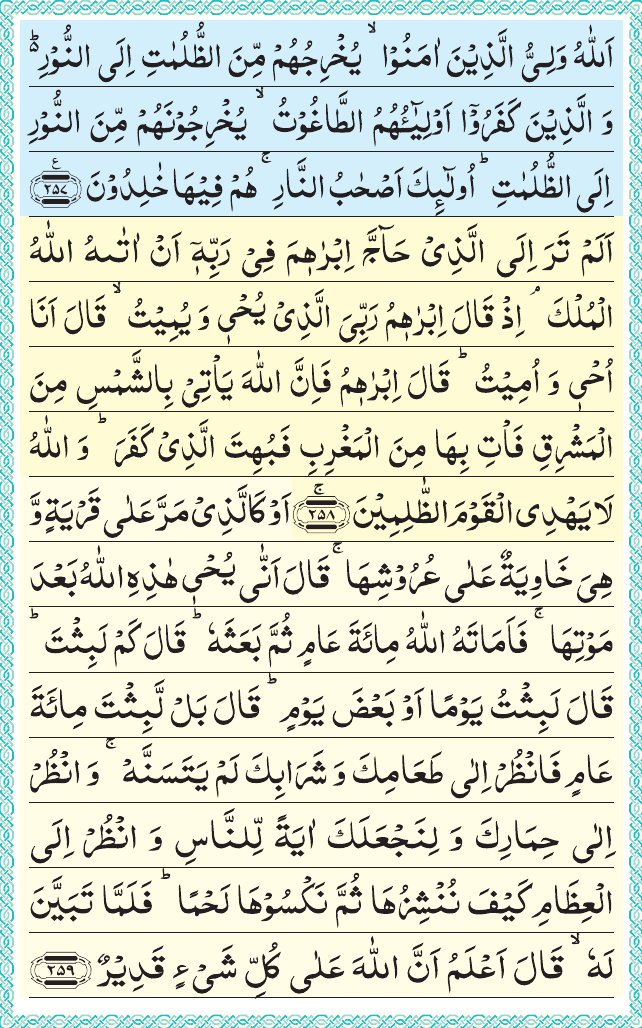 اَللّٰهُ وَلِیُّ الَّذِیْنَ اٰمَنُوْا ۙ یُخْرِجُهُمْ مِّنَ الظُّلُمٰتِ اِلَی النُّوْرِ ؕ۬
وَ الَّذِیْنَ كَفَرُوْۤا اَوْلِیٰٓـُٔهُمُ الطَّاغُوْتُ ۙ یُخْرِجُوْنَهُمْ مِّنَ النُّوْرِ
اِلَی الظُّلُمٰتِ ؕ اُولٰٓىِٕكَ اَصْحٰبُ النَّارِ ۚ هُمْ فِیْهَا خٰلِدُوْنَ ۧ ﴿۲۵۷﴾
اَلَمْ تَرَ اِلَی الَّذِیْ حَآجَّ اِبْرٰهٖمَ فِیْ رَبِّهٖۤ اَنْ اٰتٰىهُ اللّٰهُ
الْمُلْكَ ۘ اِذْ قَالَ اِبْرٰهٖمُ رَبِّیَ الَّذِیْ یُحْیٖ وَ یُمِیْتُ ۙ قَالَ اَنَا
اُحْیٖ وَ اُمِیْتُ ؕ قَالَ اِبْرٰهٖمُ فَاِنَّ اللّٰهَ یَاْتِیْ بِالشَّمْسِ مِنَ
الْمَشْرِقِ فَاْتِ بِهَا مِنَ الْمَغْرِبِ فَبُهِتَ الَّذِیْ كَفَرَ ؕ وَ اللّٰهُ
لَا یَهْدِی الْقَوْمَ الظّٰلِمِیْنَ ۚ ﴿۲۵۸﴾ اَوْ كَالَّذِیْ مَرَّ عَلٰی قَرْیَةٍ وَّ
هِیَ خَاوِیَةٌ عَلٰی عُرُوْشِهَا ۚ قَالَ اَنّٰی یُحْیٖ هٰذِهِ اللّٰهُ بَعْدَ
مَوْتِهَا ۚ فَاَمَاتَهُ اللّٰهُ مِائَةَ عَامٍ ثُمَّ بَعَثَهٗ ؕ قَالَ كَمْ لَبِثْتَ ؕ
قَالَ لَبِثْتُ یَوْمًا اَوْ بَعْضَ یَوْمٍ ؕ قَالَ بَلْ لَّبِثْتَ مِائَةَ
عَامٍ فَانْظُرْ اِلٰی طَعَامِكَ وَ شَرَابِكَ لَمْ یَتَسَنَّهْ ۚ وَ انْظُرْ
اِلٰی حِمَارِكَ وَ لِنَجْعَلَكَ اٰیَةً لِّلنَّاسِ وَ انْظُرْ اِلَی
الْعِظَامِ كَیْفَ نُنْشِزُهَا ثُمَّ نَكْسُوْهَا لَحْمًا ؕ فَلَمَّا تَبَیَّنَ
لَهٗ ۙ قَالَ اَعْلَمُ اَنَّ اللّٰهَ عَلٰی كُلِّ شَیْءٍ قَدِیْرٌ ﴿۲۵۹﴾